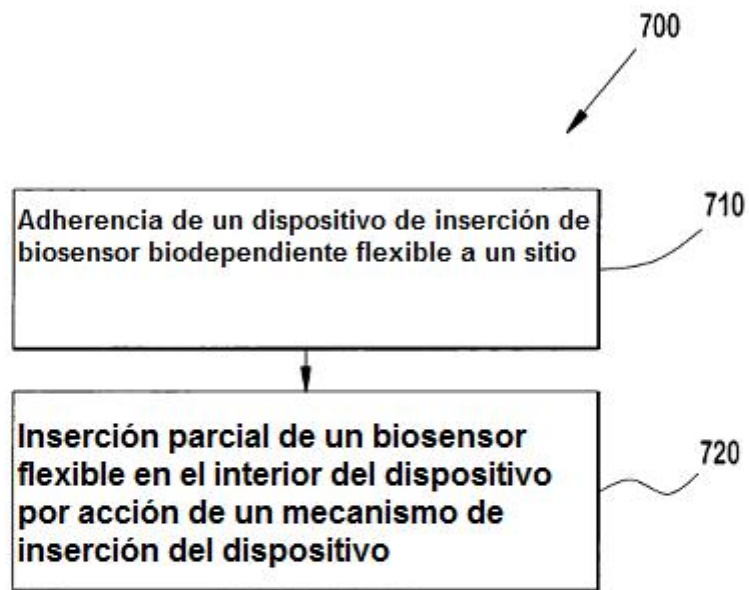 700
Adherencia de un dispositivo de inserción de
biosensor biodependiente flexible a un sitio
710
Inserción parcial de un biosensor
flexible en el interior del dispositivo
por acción de un mecanismo de
inserción del dispositivo
720